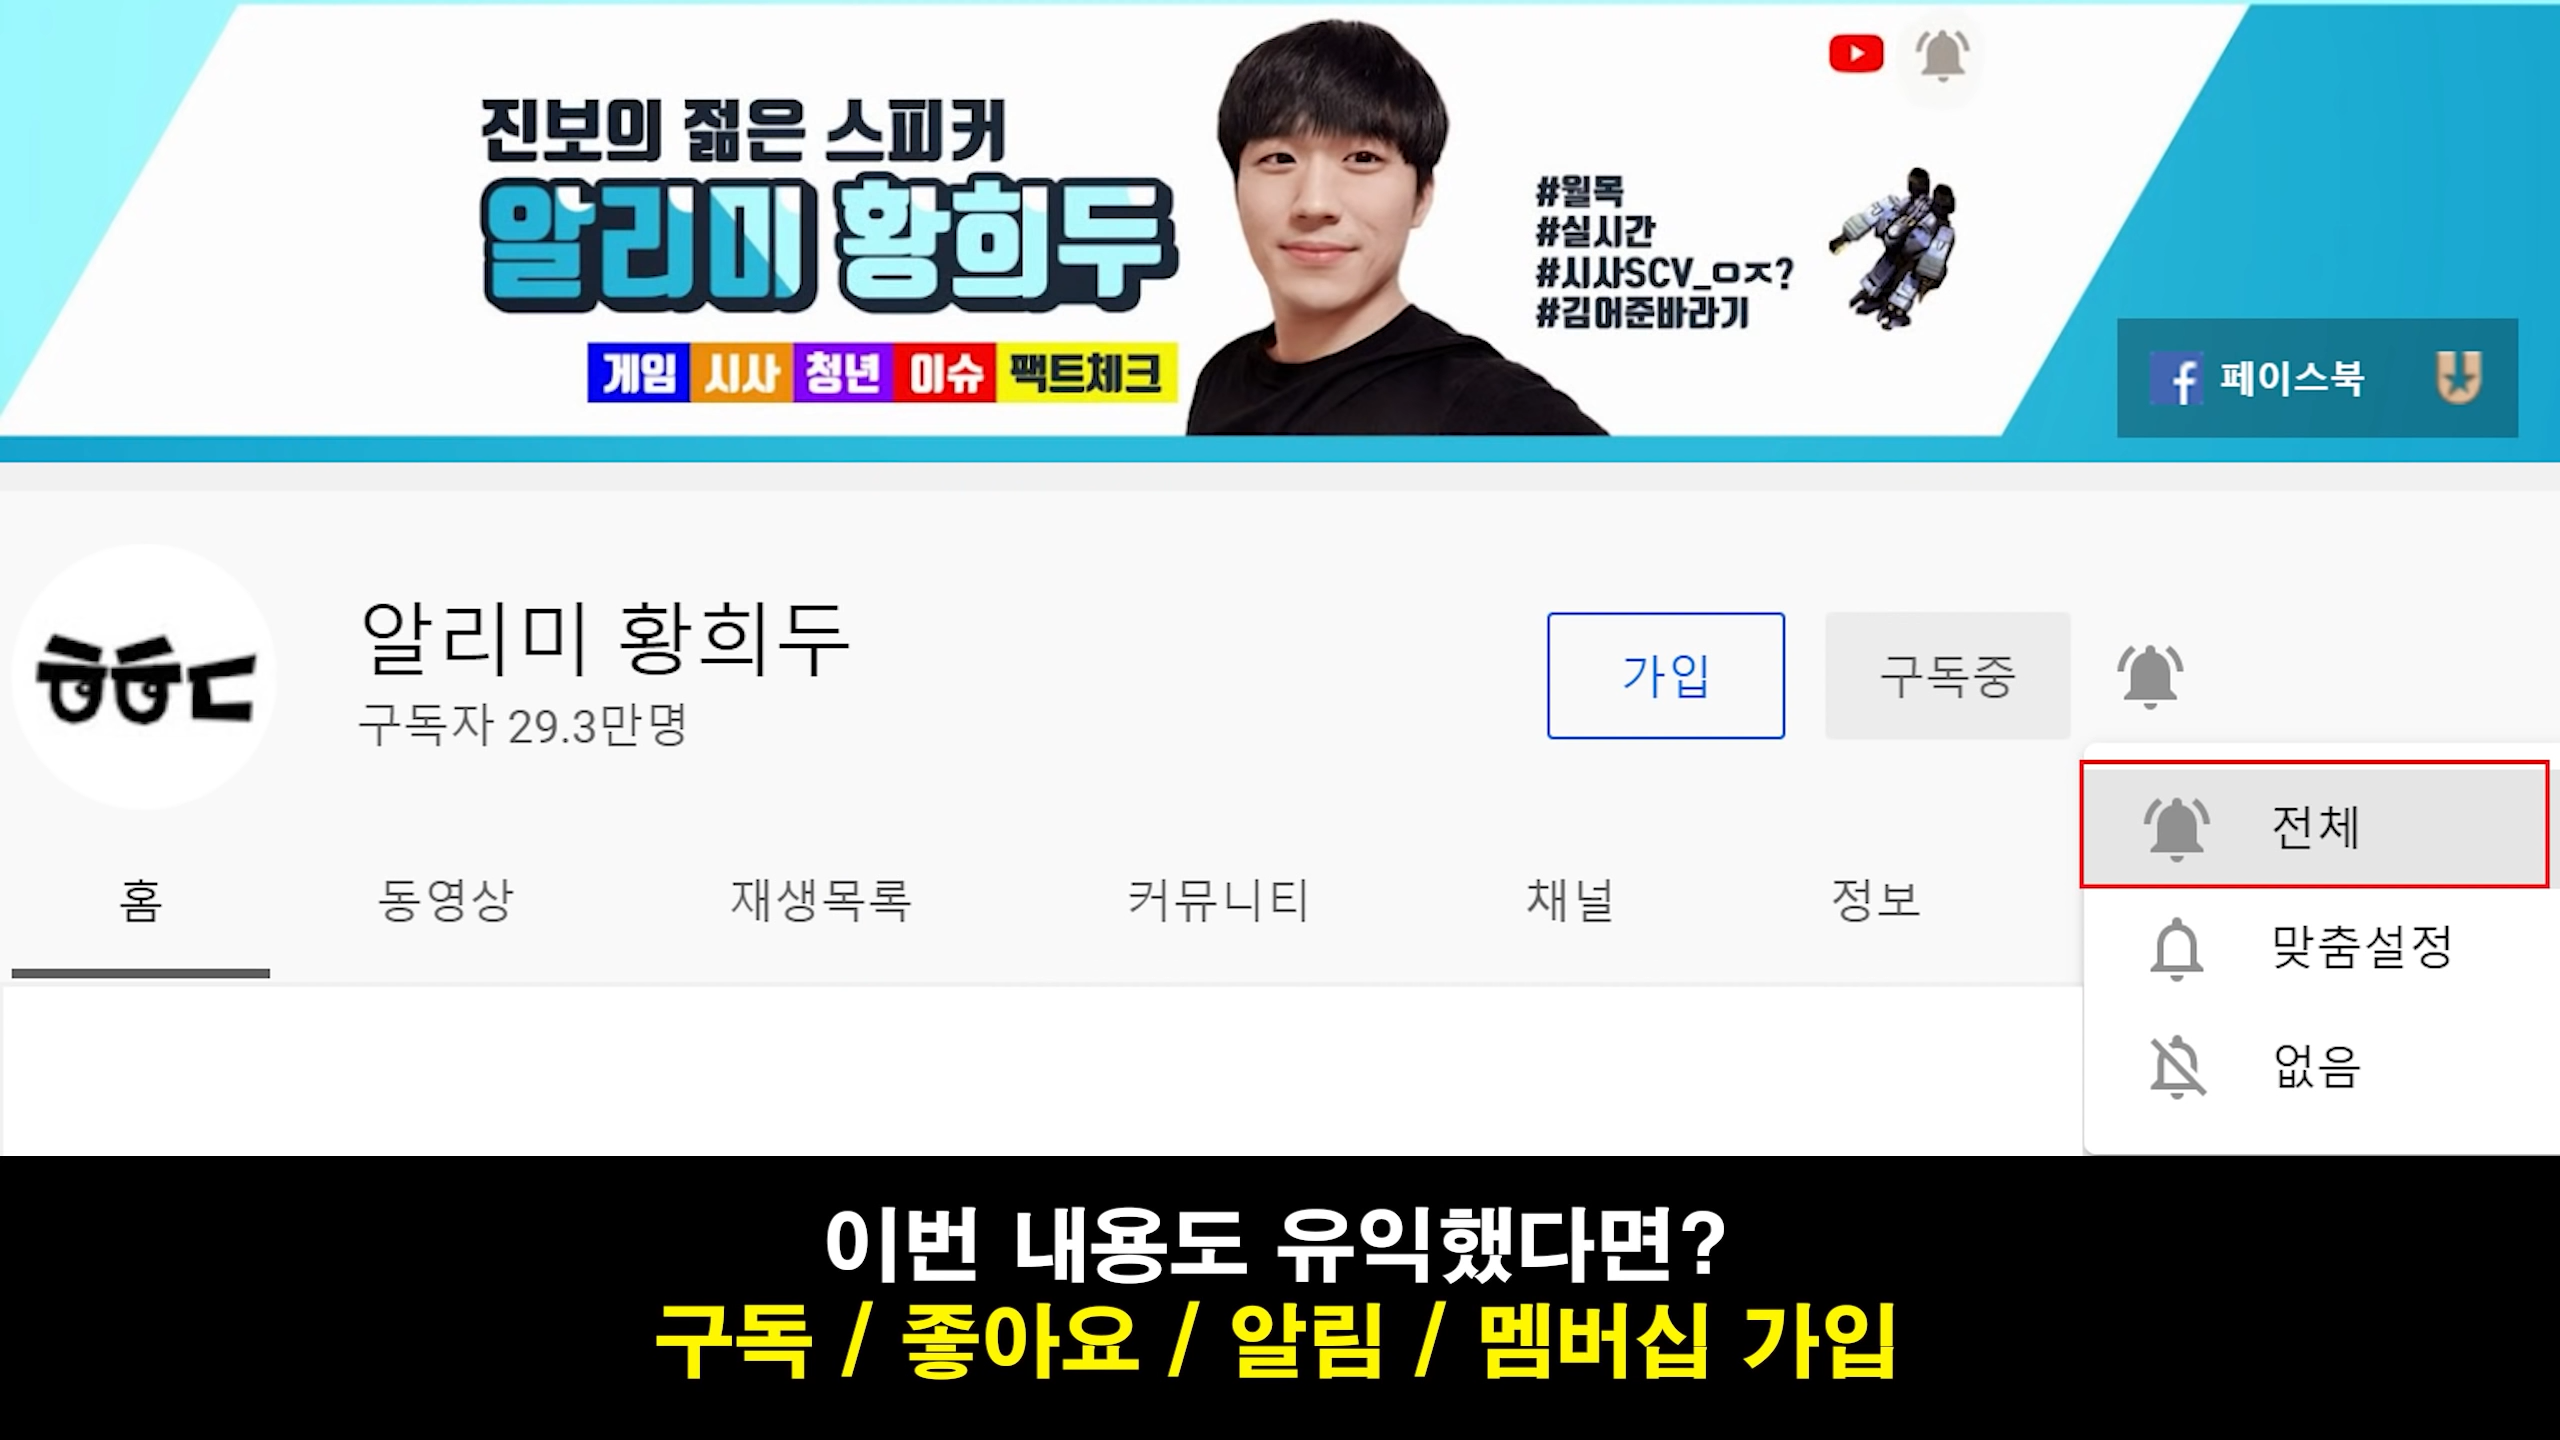 진보의 젊은 스피커
알리미 황희두
게임 시사 청년 이슈 팩트체크
#월목
#실시간
#시사SCV_ㅁㅈ?
#김어준바라기
페이스북
ㅎㅎㄷ
알리미 황희두
구독자 29.3만명
가입
구독중
홈 동영상 재생목록 커뮤니티 채널 정보
전체
맞춤설정
없음
이번 내용도 유익했다면?
구독 / 좋아요 / 알림 / 멤버십 가입